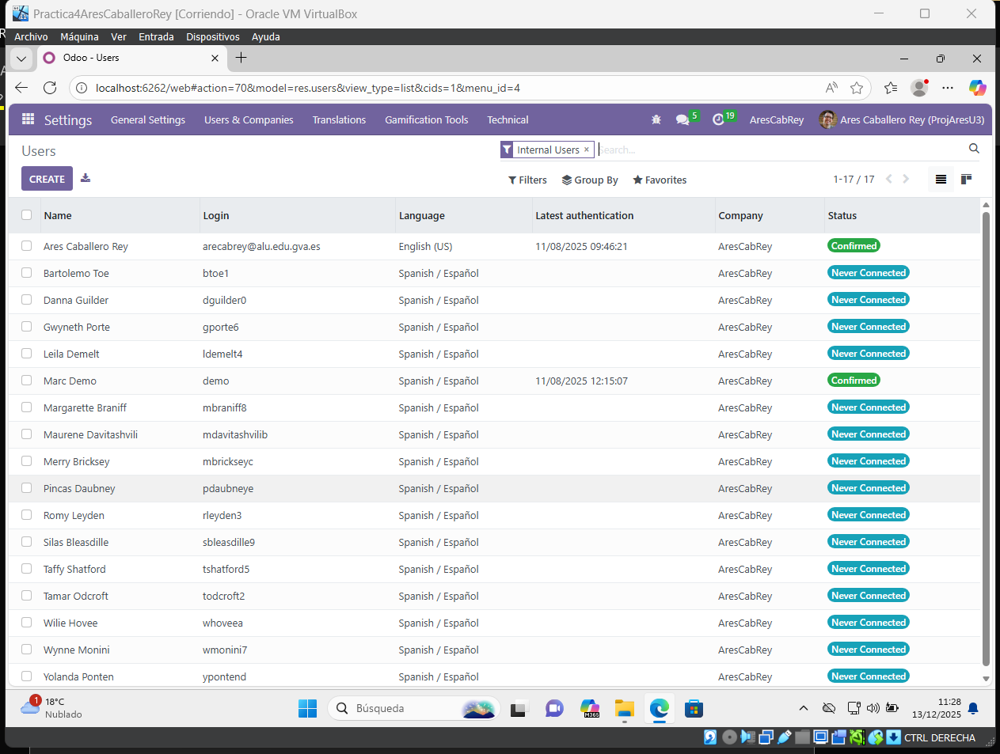 Practica4AresCaballeroRey [Corriendo] - Oracle VM VirtualBox
Archivo Máquina Ver Entrada Dispositivos Ayuda
Odoo - Users
localhost:6262/web#action=70&model=res.users&view_type=list&cids=1&menu_id=4
Settings General Settings Users & Companies Translations Gamification Tools Technical 5 19 AresCabRey Ares Caballero Rey (ProjAresU3)
Users Internal Users × Search...
CREATE Filters Group By Favorites 1-17 / 17
Name Login Language Latest authentication Company Status
Ares Caballero Rey arecabrey@alu.edu.gva.es English (US) 11/08/2025 09:46:21 AresCabRey Confirmed
Bartolemo Toe btoe1 Spanish / Español AresCabRey Never Connected
Danna Guilder dguilder0 Spanish / Español AresCabRey Never Connected
Gwyneth Porte gporte6 Spanish / Español AresCabRey Never Connected
Leila Demelt ldemelt4 Spanish / Español AresCabRey Never Connected
Marc Demo demo Spanish / Español 11/08/2025 12:15:07 AresCabRey Confirmed
Margarette Braniff mbraniff8 Spanish / Español AresCabRey Never Connected
Maurene Davitashvili mdavitashvilib Spanish / Español AresCabRey Never Connected
Merry Bricksey mbrickseyc Spanish / Español AresCabRey Never Connected
Pincas Daubney pdaubneye Spanish / Español AresCabRey Never Connected
Romy Leyden rleyden3 Spanish / Español AresCabRey Never Connected
Silas Bleasdille sbleasdille9 Spanish / Español AresCabRey Never Connected
Taffy Shatford tshatford5 Spanish / Español AresCabRey Never Connected
Tamar Odcroft todcroft2 Spanish / Español AresCabRey Never Connected
Wilie Hovee whoveea Spanish / Español AresCabRey Never Connected
Wynne Monini wmonini7 Spanish / Español AresCabRey Never Connected
Yolanda Ponten ypontend Spanish / Español AresCabRey Never Connected
1 18°C
Nublado
Búsqueda
M365
11:28
13/12/2025
CTRL DERECHA